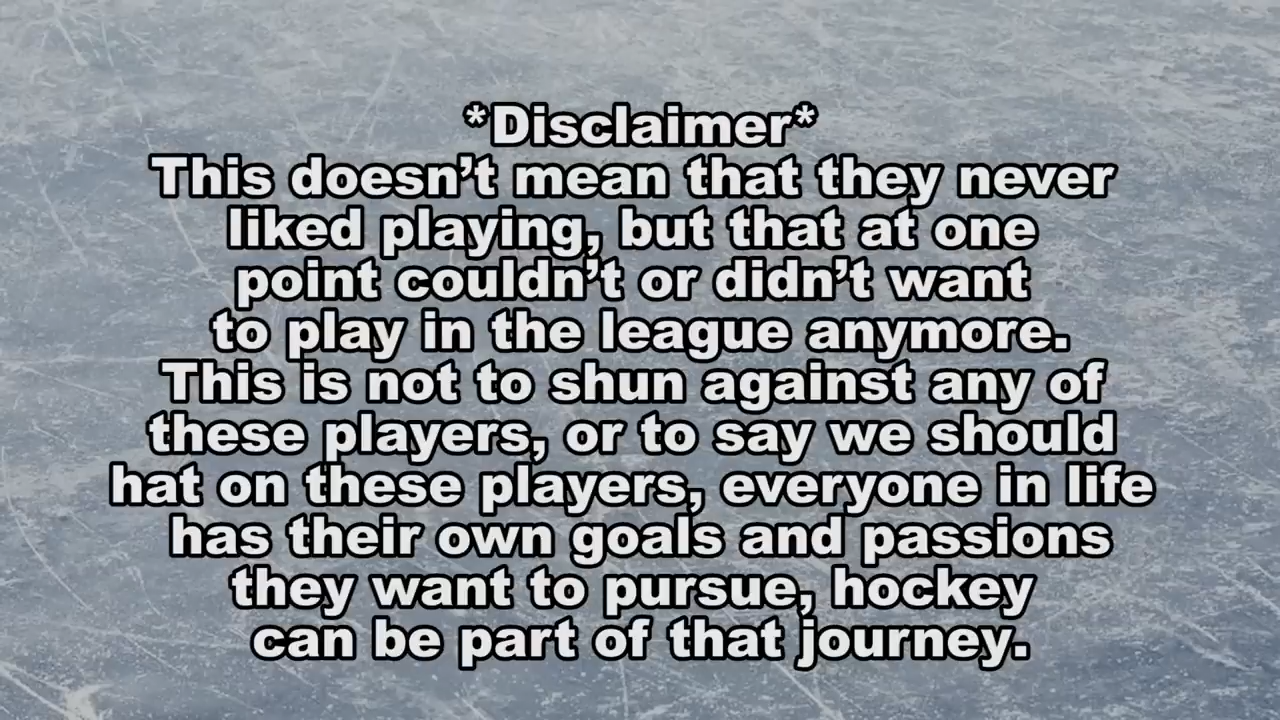 *Disclaimer*
This doesn’t mean that they never
liked playing, but that at one
point couldn’t or didn’t want
to play in the league anymore.
This is not to shun against any of
these players, or to say we should
hat on these players, everyone in life
has their own goals and passions
they want to pursue, hockey
can be part of that journey.